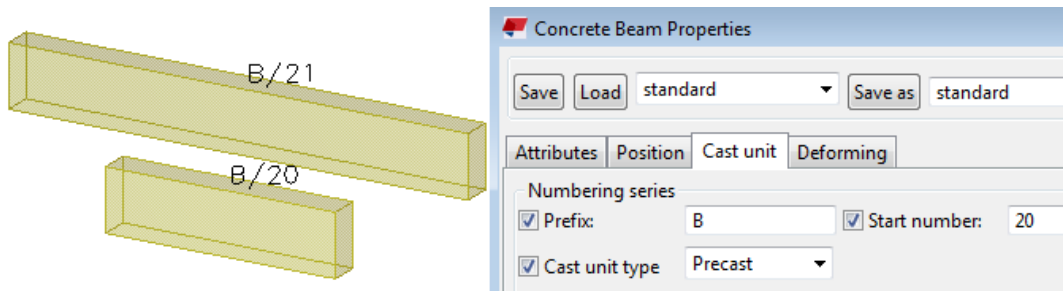 B/21
B/20
Concrete Beam Properties
Save Load standard Save as standard
Attributes Position Cast unit Deforming
Numbering series
Prefix: B Start number: 20
Cast unit type Precast